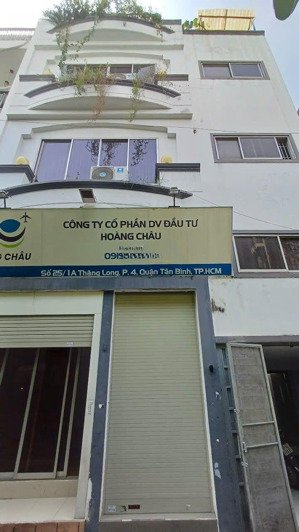 CÔNG TY CỔ PHẦN DV ĐẦU TƯ
HOÀNG CHÂU
G CHÂU
Số 25/1A Thăng Long, P. 4, Quận Tân Bình, TP.HCM